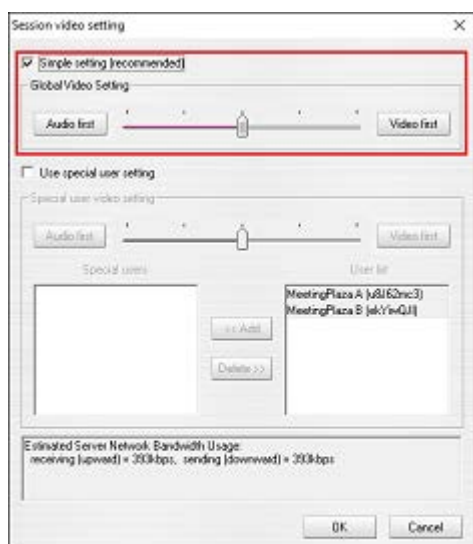 Session video setting
Simple setting (recommended)
Global Video Setting
Audio first
Video first
Use special user setting
Special user video setting
Audio first
Video first
Special users
User list
MeetingPlaza A (u8J62mc3)
MeetingPlaza B (ekYiwQJI)
<< Add
Delete >>
Estimated Server Network Bandwidth Usage:
receiving (upward) = 393kbps, sending (downward) = 393kbps
OK
Cancel